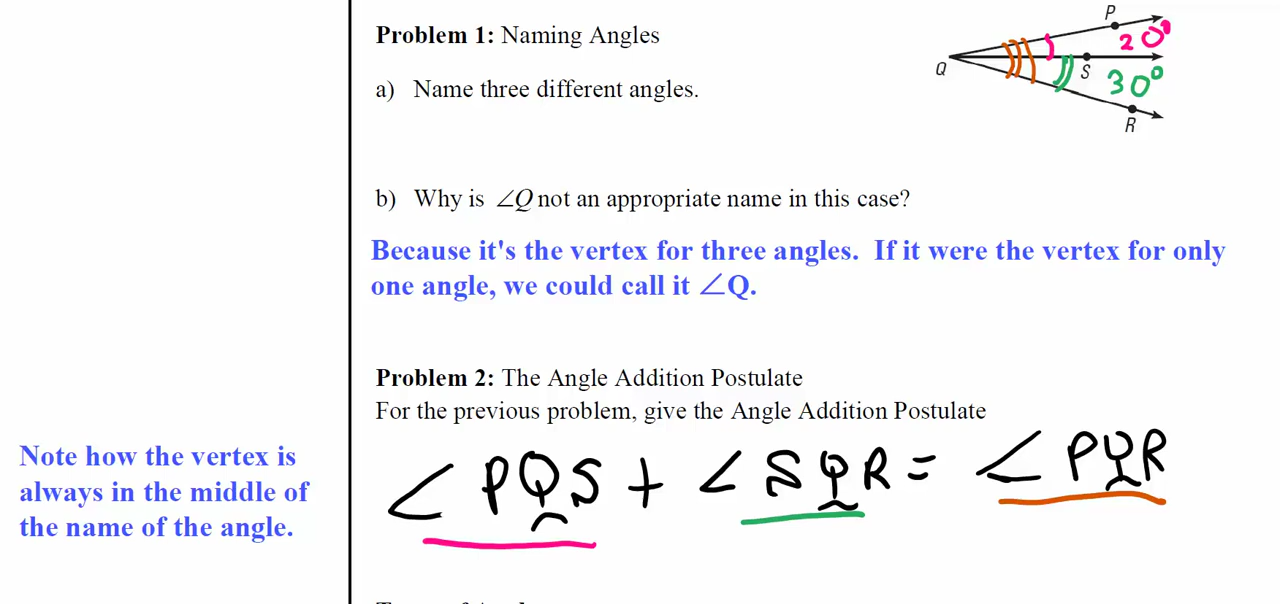 Problem 1: Naming Angles
P
20°
Q
S
30°
a) Name three different angles.
R
b) Why is ∠Q not an appropriate name in this case?
Because it's the vertex for three angles. If it were the vertex for only
one angle, we could call it ∠Q.
Problem 2: The Angle Addition Postulate
For the previous problem, give the Angle Addition Postulate
Note how the vertex is
always in the middle of
the name of the angle.
∠PQS + ∠SQR = ∠PQR